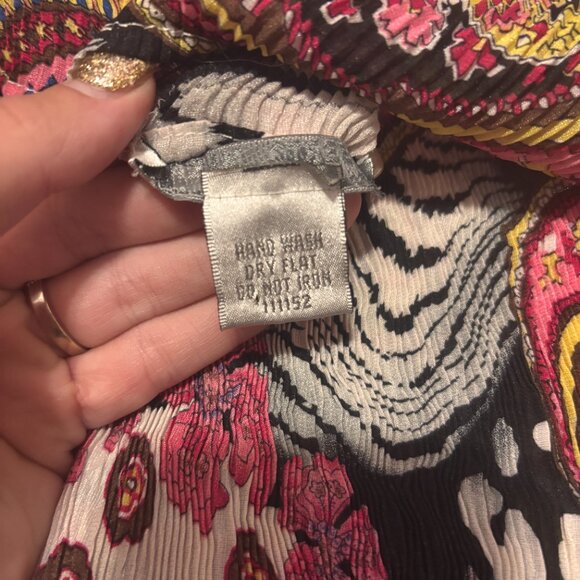 HAND WASH
DRY FLAT
DO NOT IRON
111152